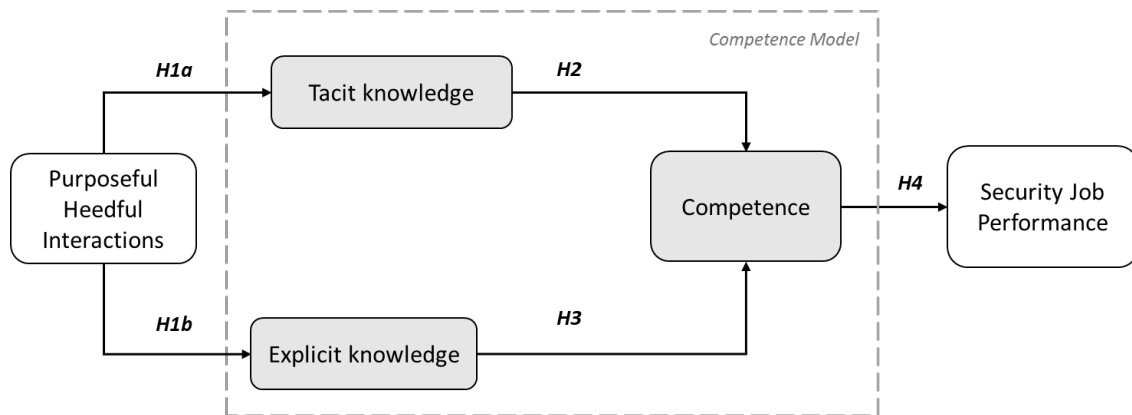 Competence Model
H1a
Tacit knowledge
H2
Purposeful
Heedful
Interactions
Competence
H4
Security Job
Performance
H1b
Explicit knowledge
H3